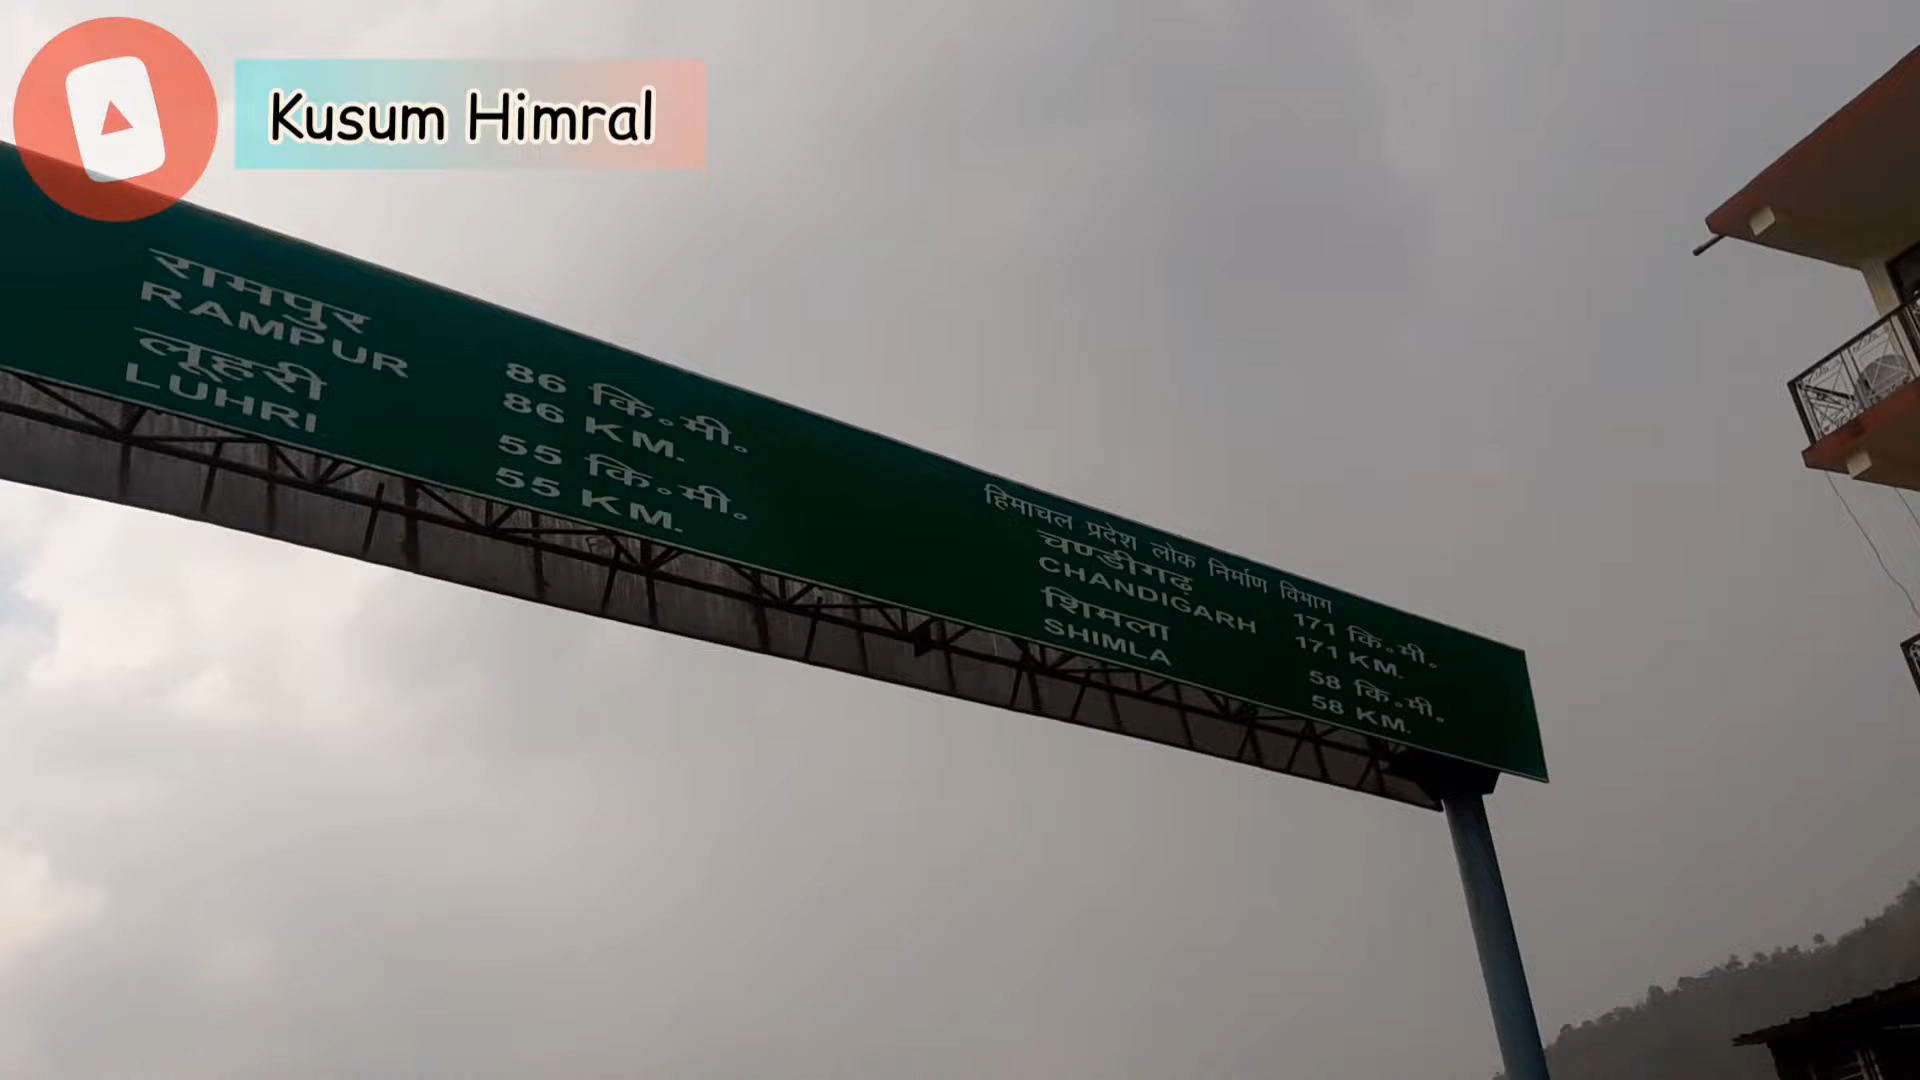 Kusum Himral
रामपुर 86 कि.मी.
RAMPUR 86 KM.
लूहरी 55 कि.मी.
LUHRI 55 KM.
हिमाचल प्रदेश लोक निर्माण विभाग
चण्डीगढ़ 171 कि.मी.
CHANDIGARH 171 KM.
शिमला 58 कि.मी.
SHIMLA 58 KM.